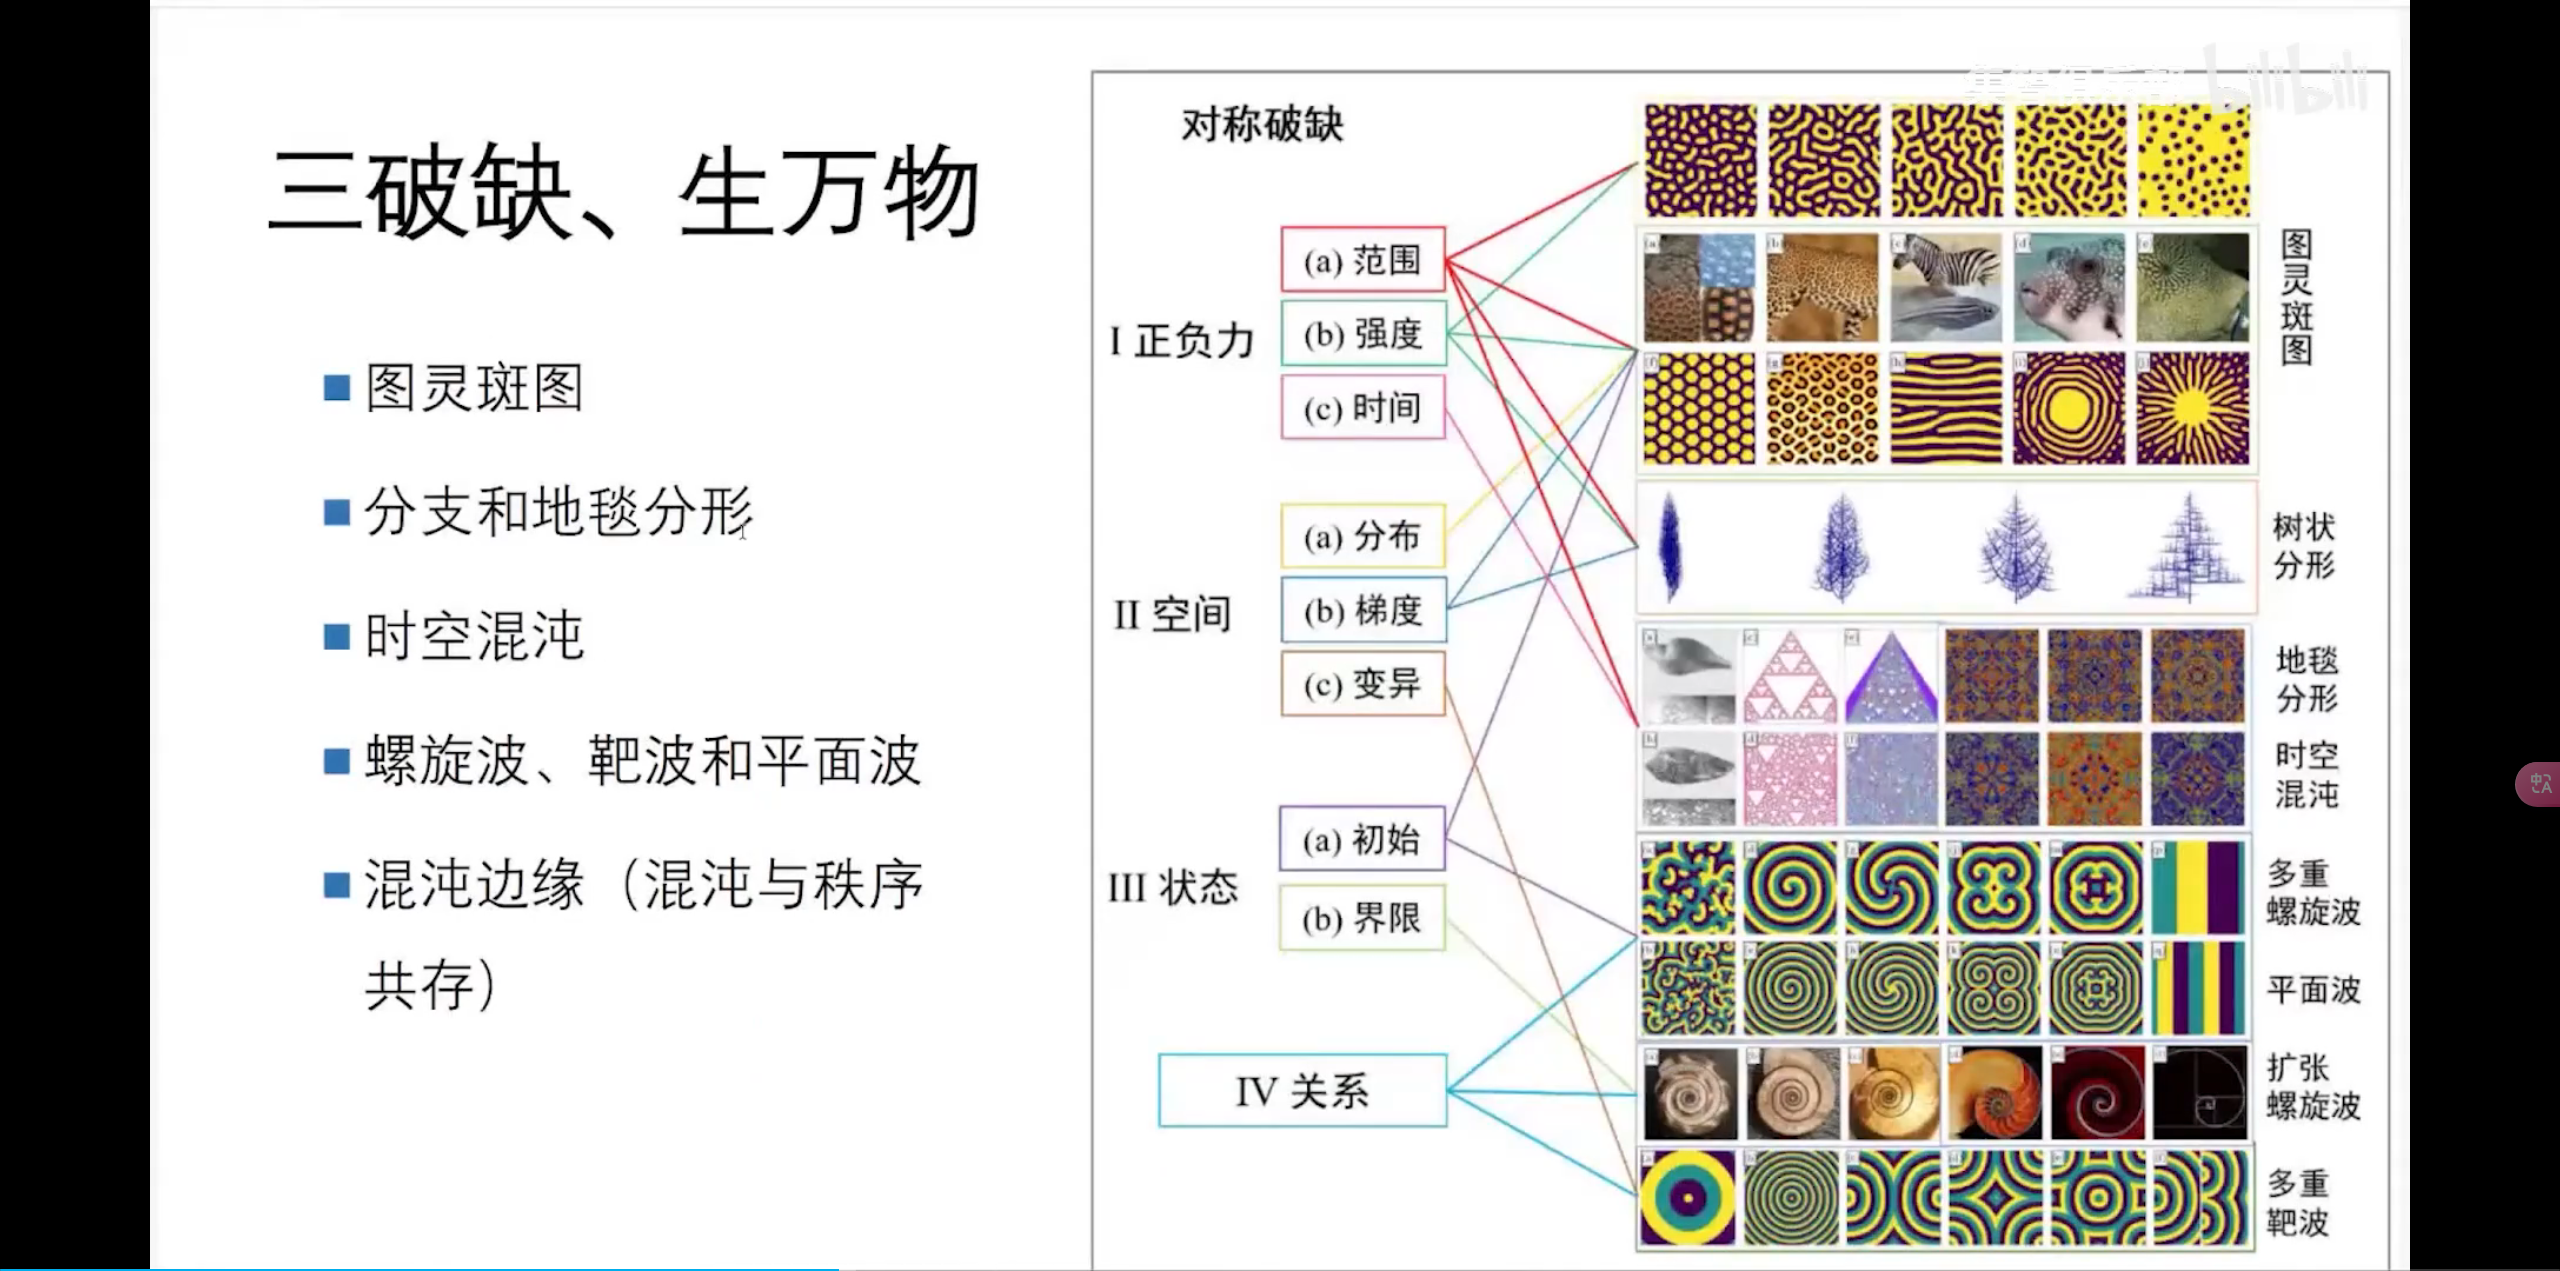 三破缺、生万物
图灵斑图
分支和地毯分形
时空混沌
螺旋波、靶波和平面波
混沌边缘（混沌与秩序
共存）
对称破缺
I 正负力
(a) 范围
(b) 强度
(c) 时间
II 空间
(a) 分布
(b) 梯度
(c) 变异
III 状态
(a) 初始
(b) 界限
IV 关系
图
灵
斑
图
树状
分形
地毯
分形
时空
混沌
多重
螺旋波
平面波
扩张
螺旋波
多重
靶波
bilibili